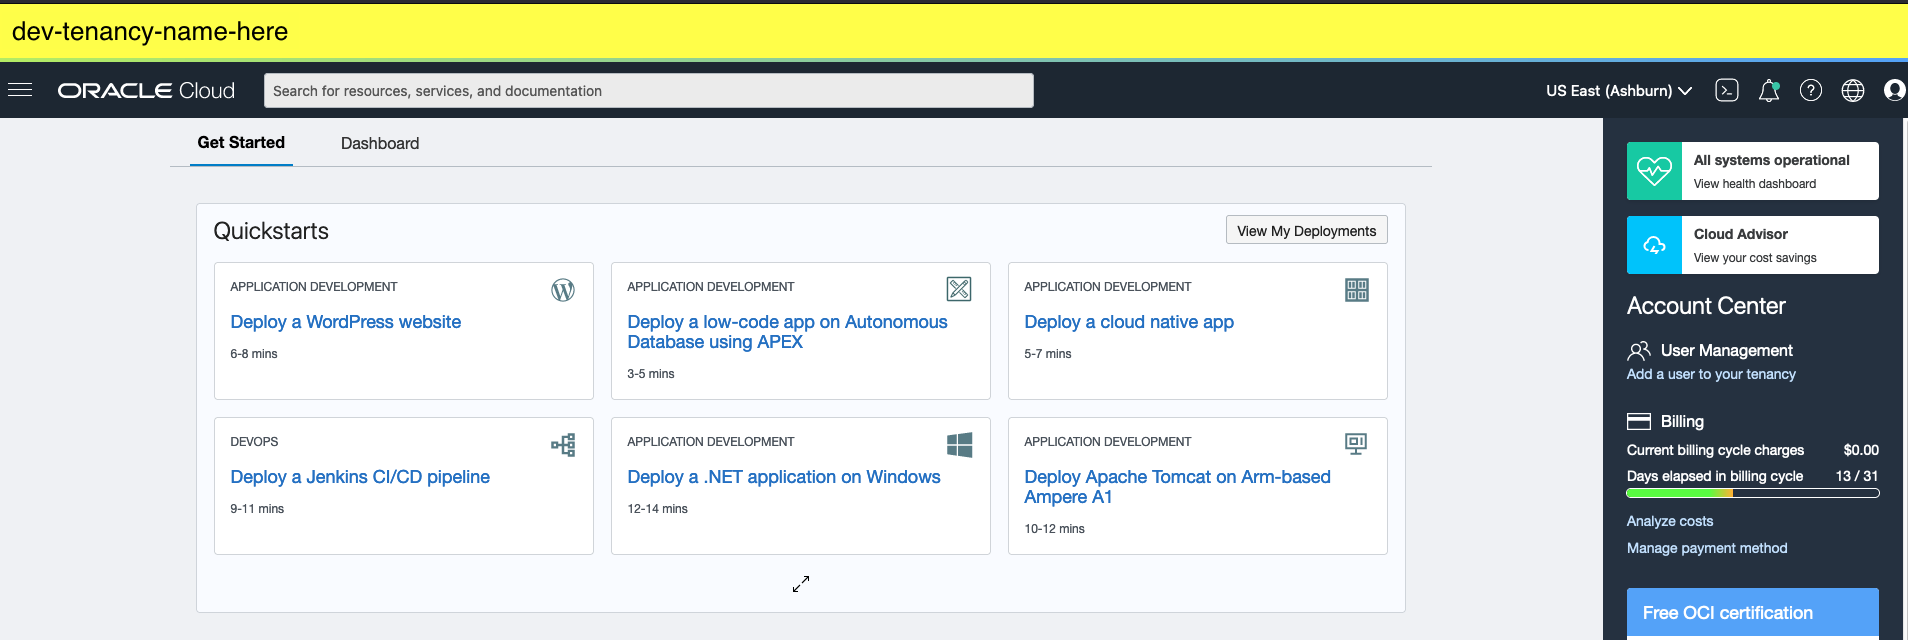 dev-tenancy-name-here
ORACLE Cloud
Search for resources, services, and documentation
US East (Ashburn)
Get Started
Dashboard
Quickstarts
View My Deployments
APPLICATION DEVELOPMENT
Deploy a WordPress website
6-8 mins
APPLICATION DEVELOPMENT
Deploy a low-code app on Autonomous
Database using APEX
3-5 mins
APPLICATION DEVELOPMENT
Deploy a cloud native app
5-7 mins
DEVOPS
Deploy a Jenkins CI/CD pipeline
9-11 mins
APPLICATION DEVELOPMENT
Deploy a .NET application on Windows
12-14 mins
APPLICATION DEVELOPMENT
Deploy Apache Tomcat on Arm-based
Ampere A1
10-12 mins
All systems operational
View health dashboard
Cloud Advisor
View your cost savings
Account Center
User Management
Add a user to your tenancy
Billing
Current billing cycle charges $0.00
Days elapsed in billing cycle 13 / 31
Analyze costs
Manage payment method
Free OCI certification